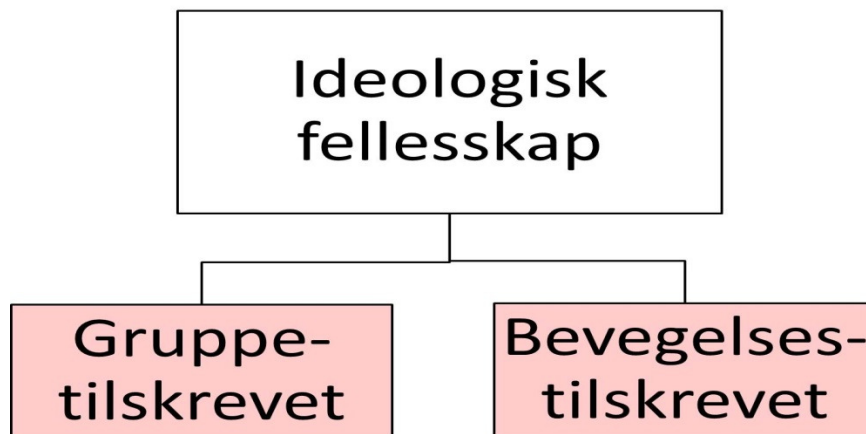 Ideologisk
fellesskap
Gruppe-
tilskrevet
Bevegelses-
tilskrevet